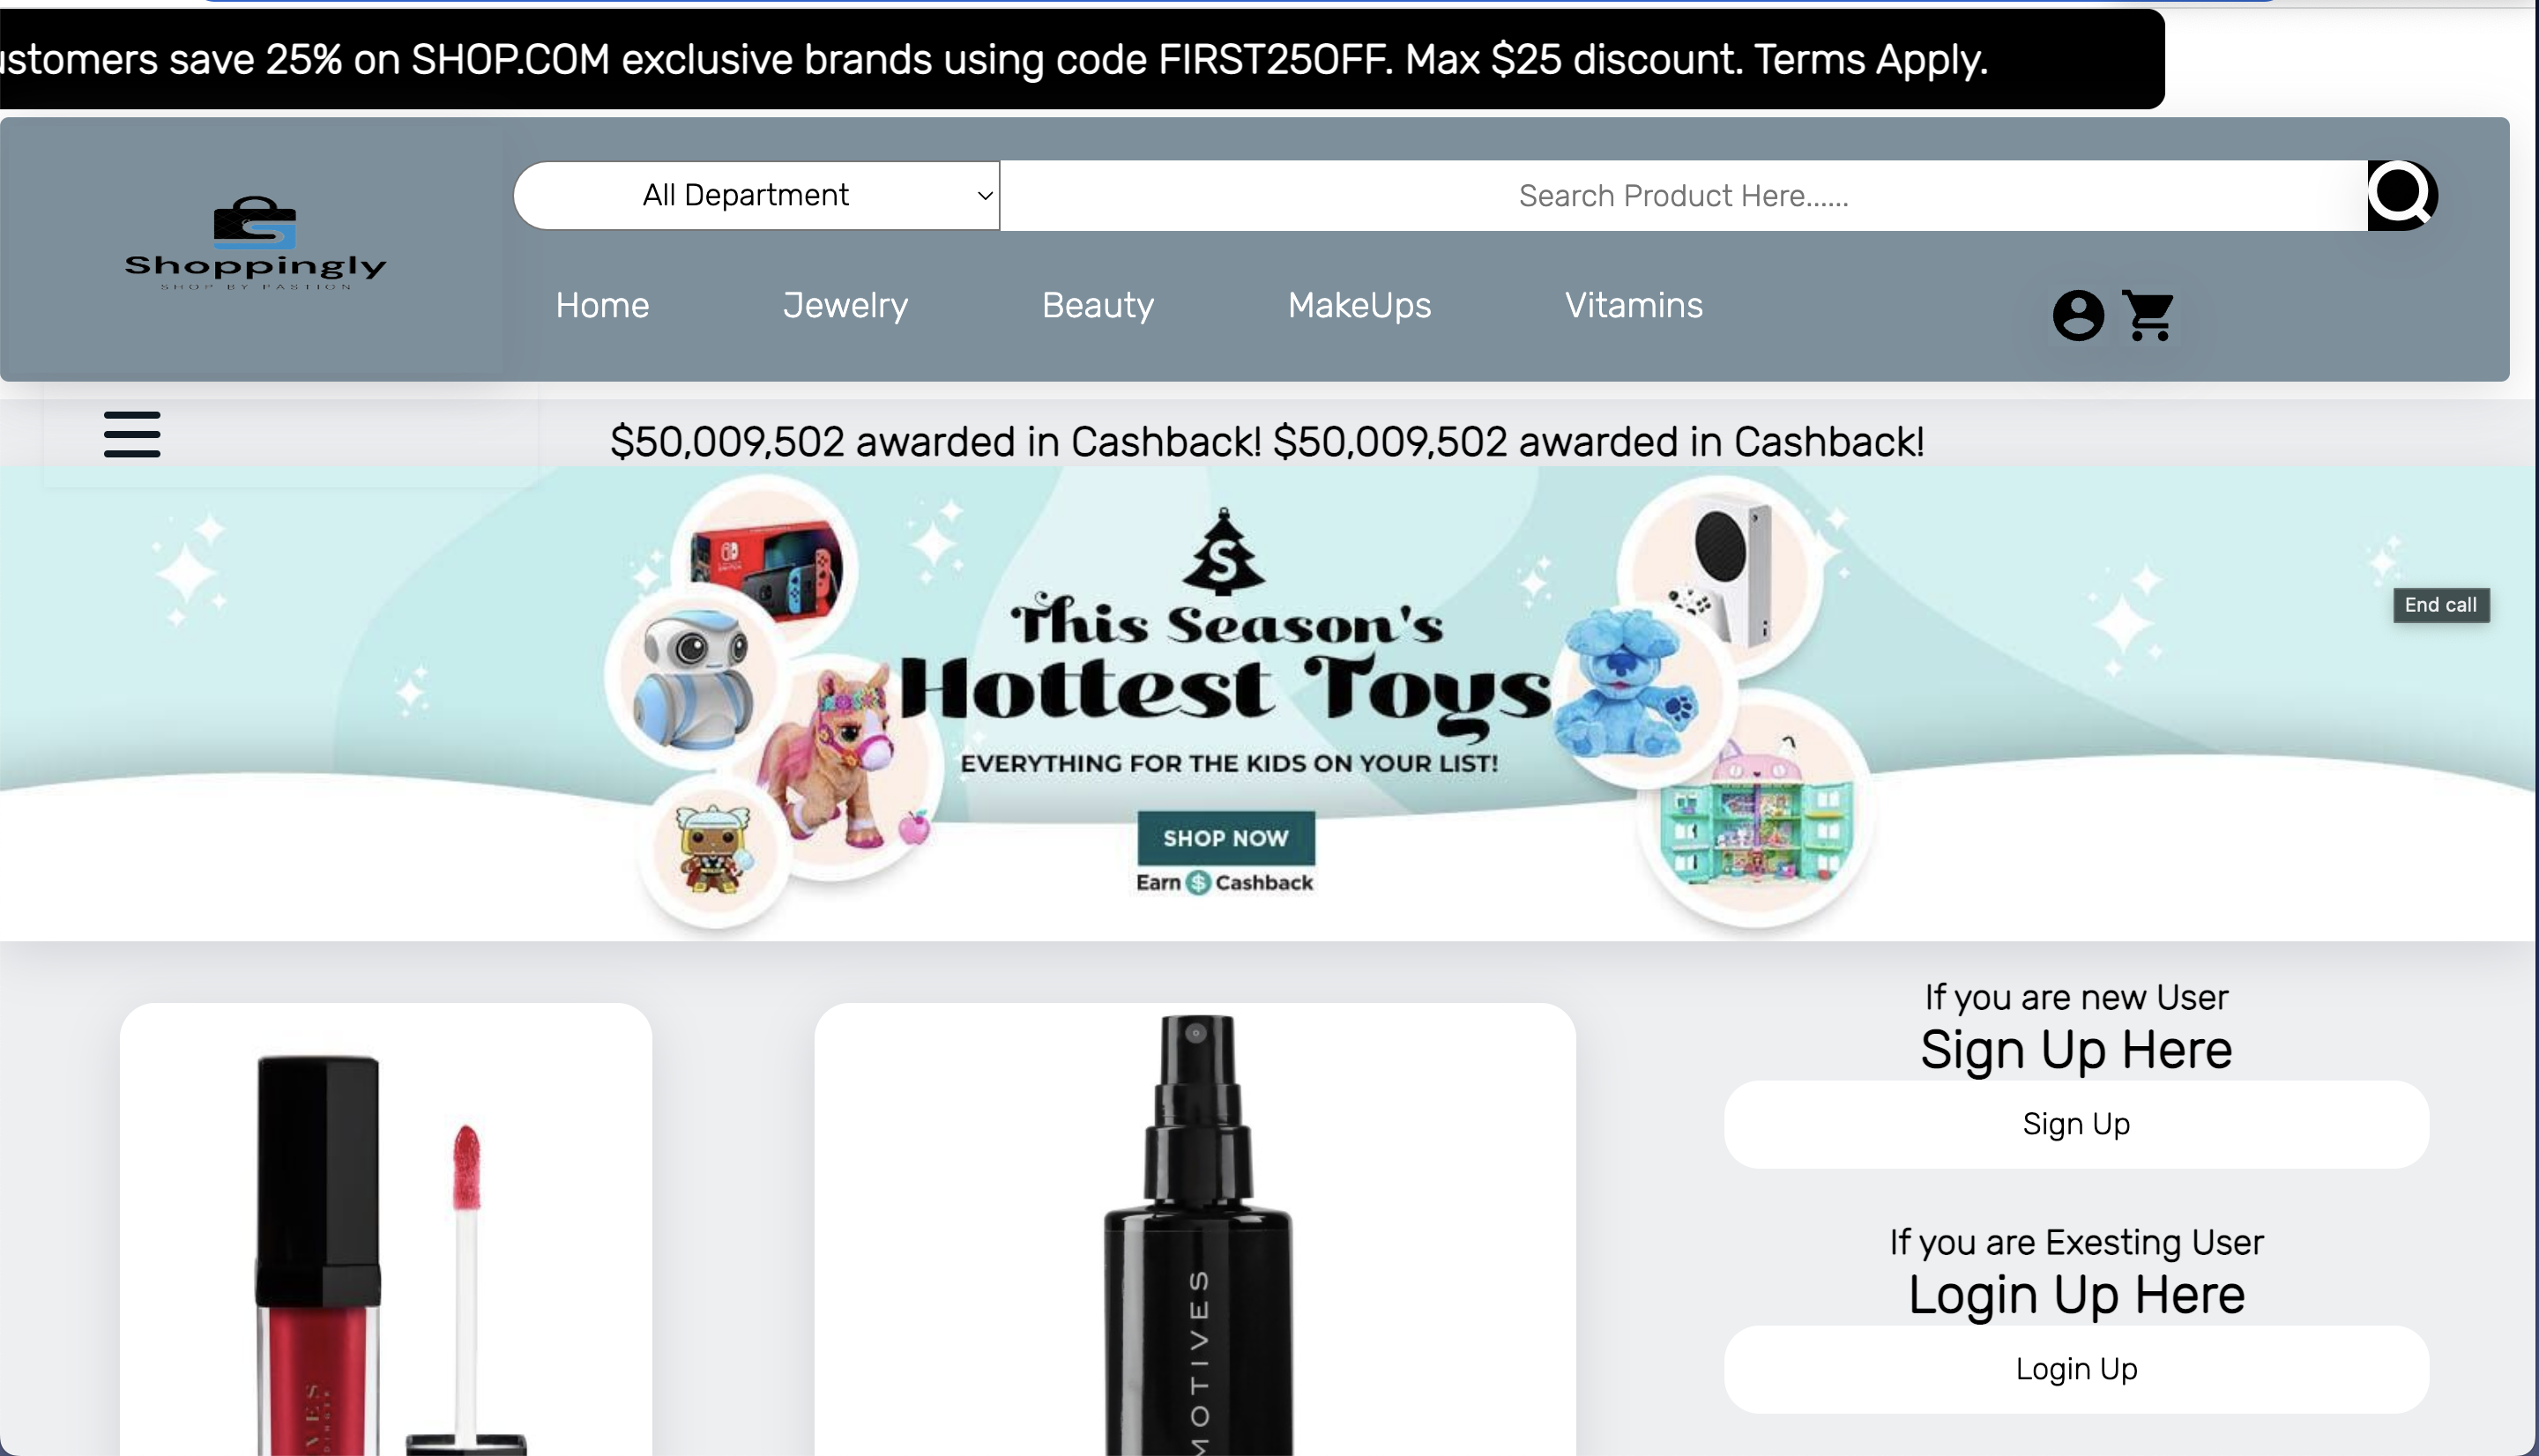 ustomers save 25% on SHOP.COM exclusive brands using code FIRST25OFF. Max $25 discount. Terms Apply.
All Department
Search Product Here......
Shoppingly
SHOP BY PASTION
Home Jewelry Beauty MakeUps Vitamins
$50,009,502 awarded in Cashback! $50,009,502 awarded in Cashback!
S
This Season's
Hottest Toys
EVERYTHING FOR THE KIDS ON YOUR LIST!
SHOP NOW
Earn $ Cashback
End call
If you are new User
Sign Up Here
Sign Up
If you are Exesting User
Login Up Here
Login Up
MOTIVES